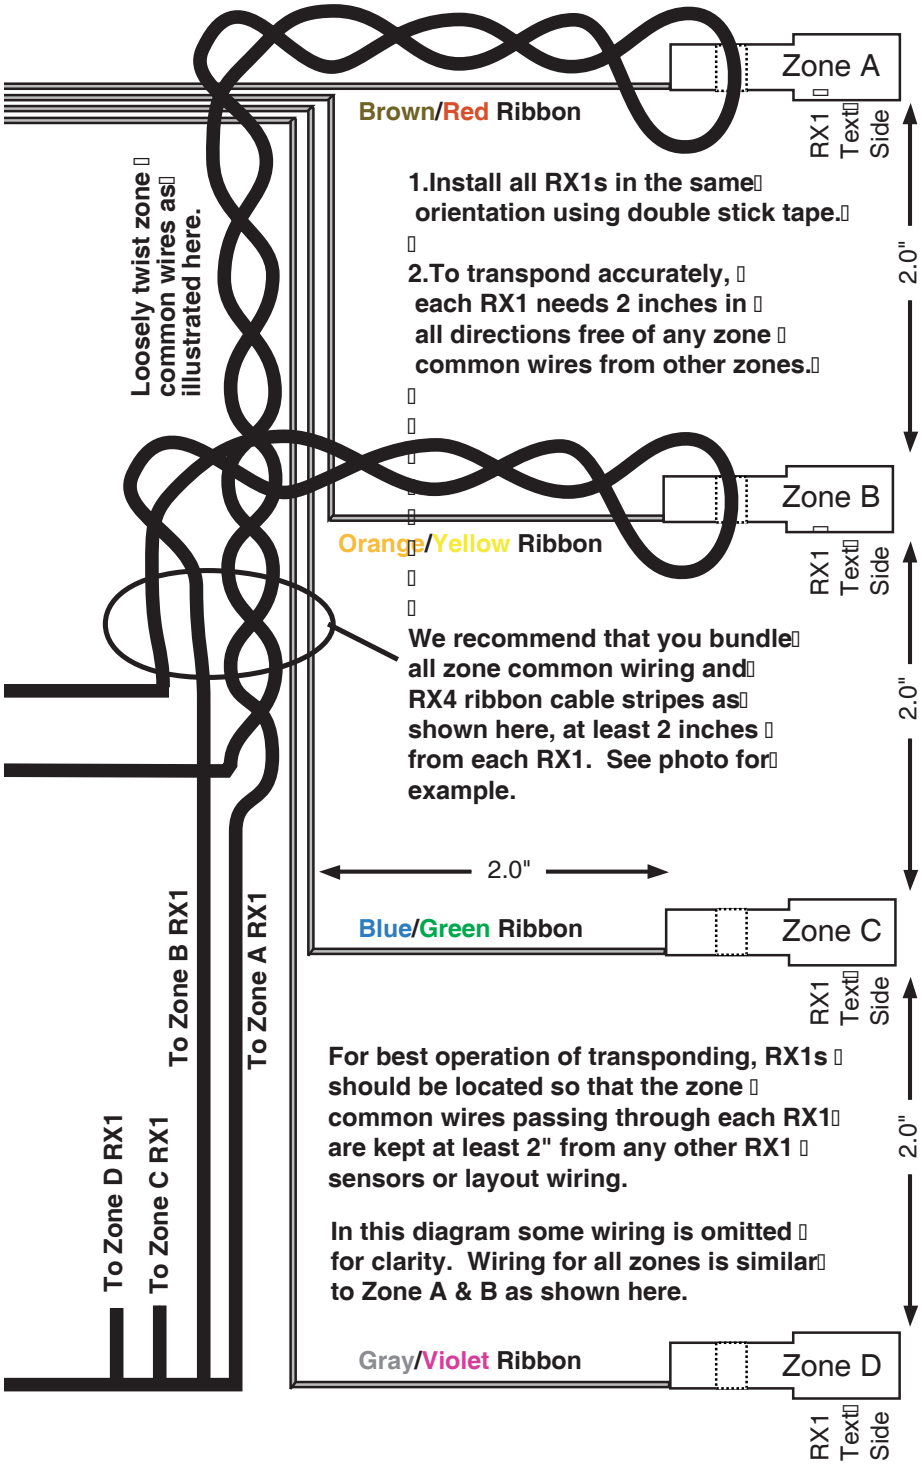 Zone A
Brown/Red Ribbon
RX1
Text
Side
Loosely twist zone
common wires as
illustrated here.
1.Install all RX1s in the same
orientation using double stick tape.
2.To transpond accurately,
each RX1 needs 2 inches in
all directions free of any zone
common wires from other zones.
2.0"
Zone B
Orange/Yellow Ribbon
RX1
Text
Side
We recommend that you bundle
all zone common wiring and
RX4 ribbon cable stripes as
shown here, at least 2 inches
from each RX1.  See photo for
example.
2.0"
2.0"
To Zone B RX1
To Zone A RX1
Blue/Green Ribbon
Zone C
RX1
Text
Side
For best operation of transponding, RX1s
should be located so that the zone
common wires passing through each RX1
are kept at least 2" from any other RX1
sensors or layout wiring.
2.0"
To Zone D RX1
To Zone C RX1
In this diagram some wiring is omitted
for clarity.  Wiring for all zones is similar
to Zone A & B as shown here.
Gray/Violet Ribbon
Zone D
RX1
Text
Side